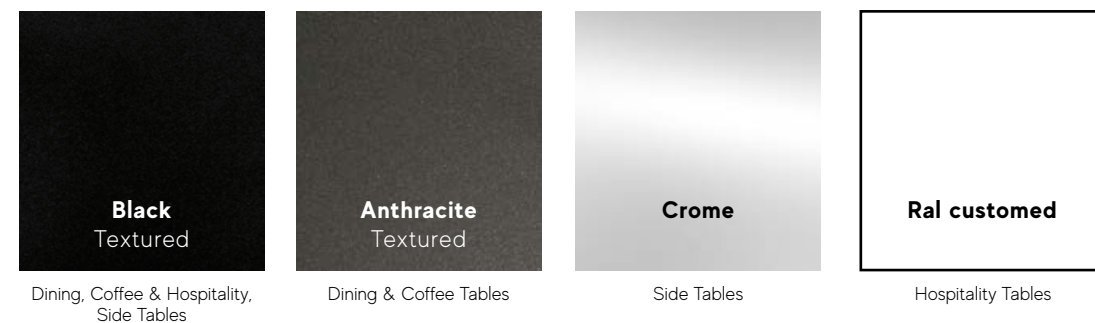 Black
Textured
Dining, Coffee & Hospitality,
Side Tables
Anthracite
Textured
Dining & Coffee Tables
Crome
Side Tables
Ral customed
Hospitality Tables